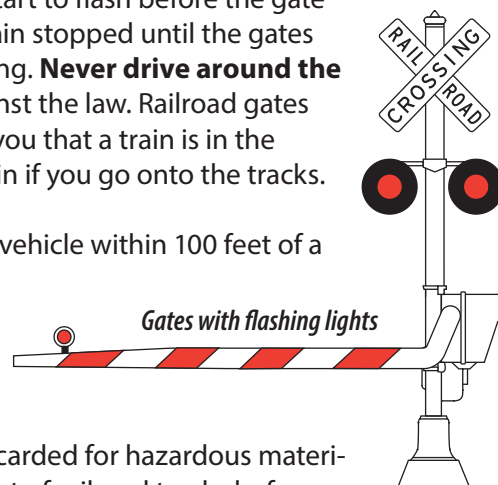 tart to flash before the gate
in stopped until the gates
ng. Never drive around the
nst the law. Railroad gates
you that a train is in the
in if you go onto the tracks.
vehicle within 100 feet of a
RAIL ROAD
CROSSING
Gates with flashing lights
carded for hazardous materi-